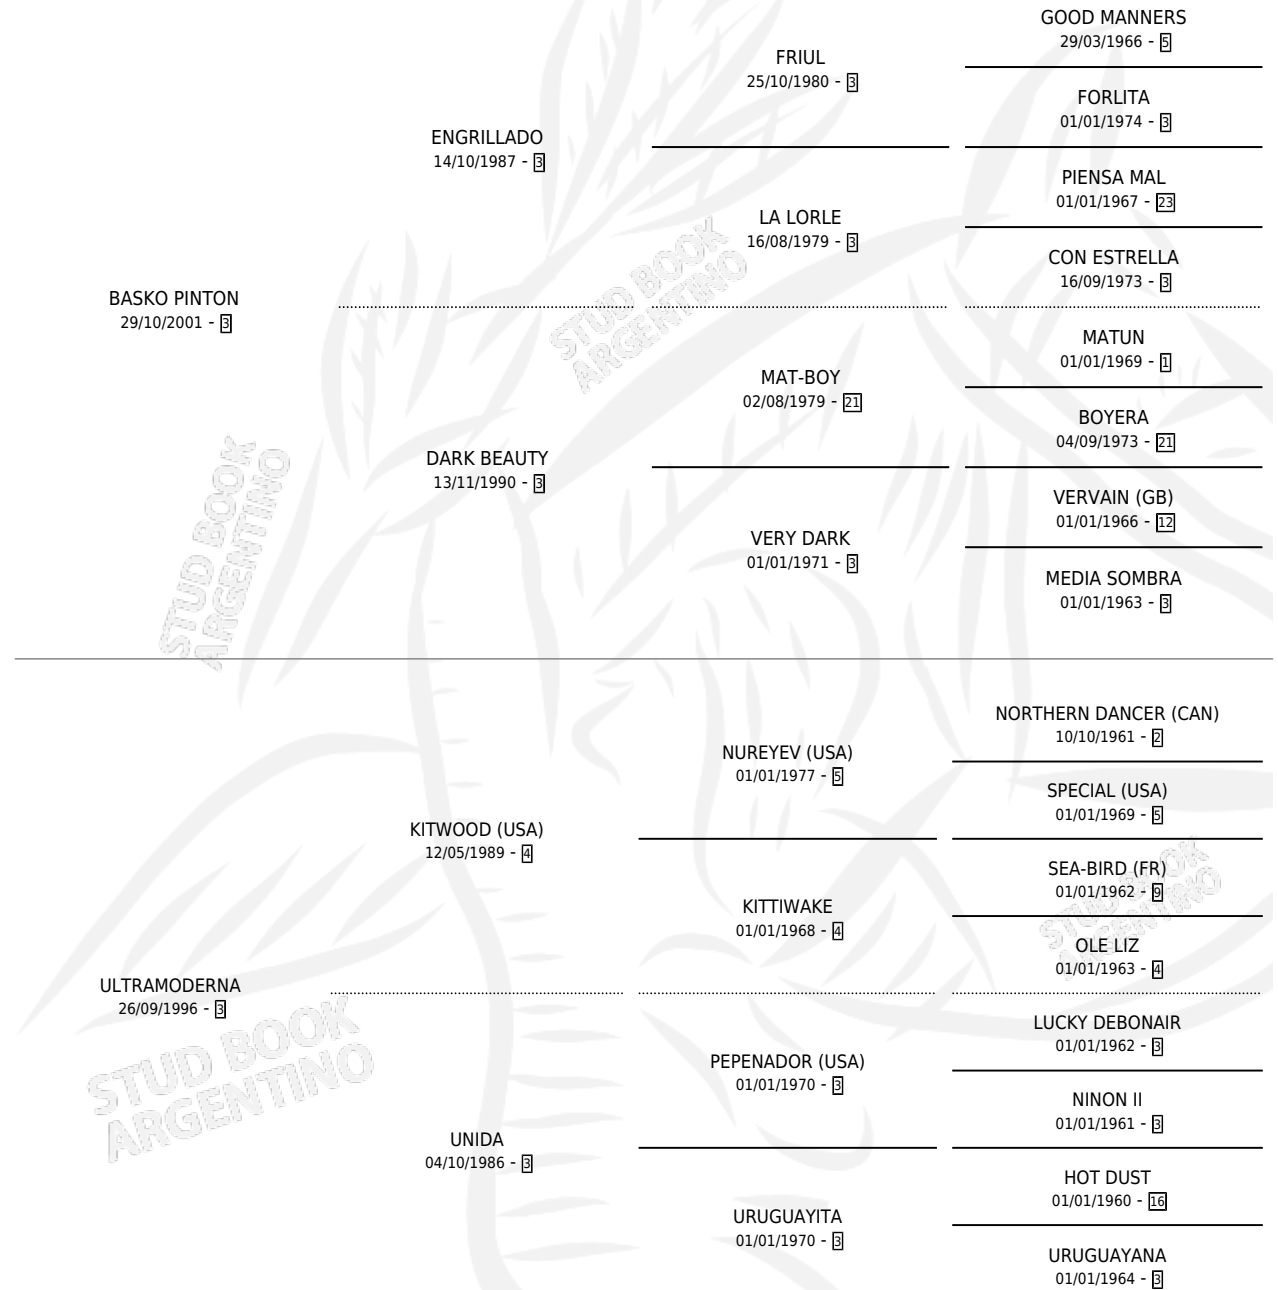 GOOD MANNERS
29/03/1966 - 5
FRIUL
25/10/1980 - 3
FORLITA
01/01/1974 - 3
ENGRILLADO
14/10/1987 - 3
PIENSA MAL
01/01/1967 - 23
LA LORLE
16/08/1979 - 3
CON ESTRELLA
16/09/1973 - 3
BASKO PINTON
29/10/2001 - 3
MATUN
01/01/1969 - 1
MAT-BOY
02/08/1979 - 21
BOYERA
04/09/1973 - 21
DARK BEAUTY
13/11/1990 - 3
VERVAIN (GB)
01/01/1966 - 12
VERY DARK
01/01/1971 - 3
MEDIA SOMBRA
01/01/1963 - 3
STUD BOOK
ARGENTINO
STUD BOOK
ARGENTINO
NORTHERN DANCER (CAN)
10/10/1961 - 2
NUREYEV (USA)
01/01/1977 - 5
SPECIAL (USA)
01/01/1969 - 5
KITWOOD (USA)
12/05/1989 - 4
SEA-BIRD (FR)
01/01/1962 - 9
KITTIWAKE
01/01/1968 - 4
OLE LIZ
01/01/1963 - 4
ULTRAMODERNA
26/09/1996 - 3
LUCKY DEBONAIR
01/01/1962 - 3
PEPENADOR (USA)
01/01/1970 - 3
NINON II
01/01/1961 - 3
UNIDA
04/10/1986 - 3
HOT DUST
01/01/1960 - 16
URUGUAYITA
01/01/1970 - 3
URUGUAYANA
01/01/1964 - 3
STUD BOOK
ARGENTINO
STUD BOOK
ARGENTINO